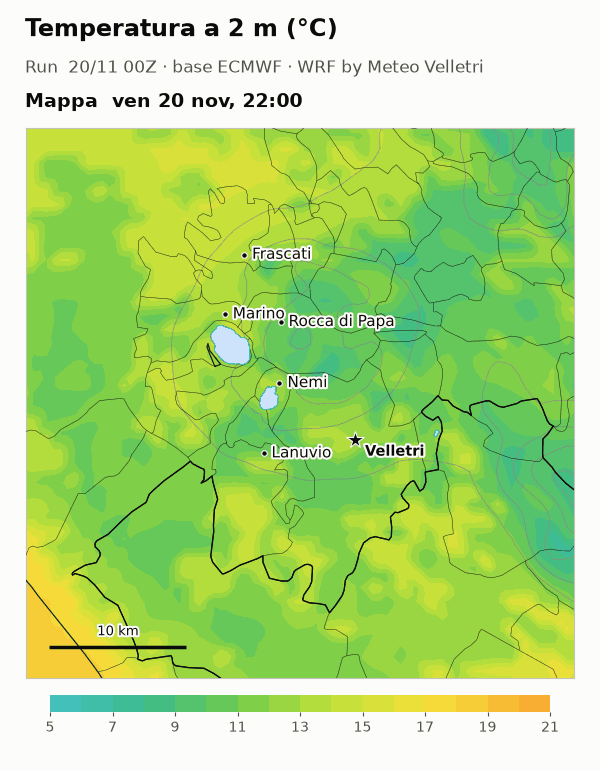 Temperatura a 2 m (°C)
Run  20/11 00Z · base ECMWF · WRF by Meteo Velletri
Mappa  ven 20 nov, 22:00
Frascati
Marino
Rocca di Papa
Nemi
Velletri
Lanuvio
10 km
5 7 9 11 13 15 17 19 21